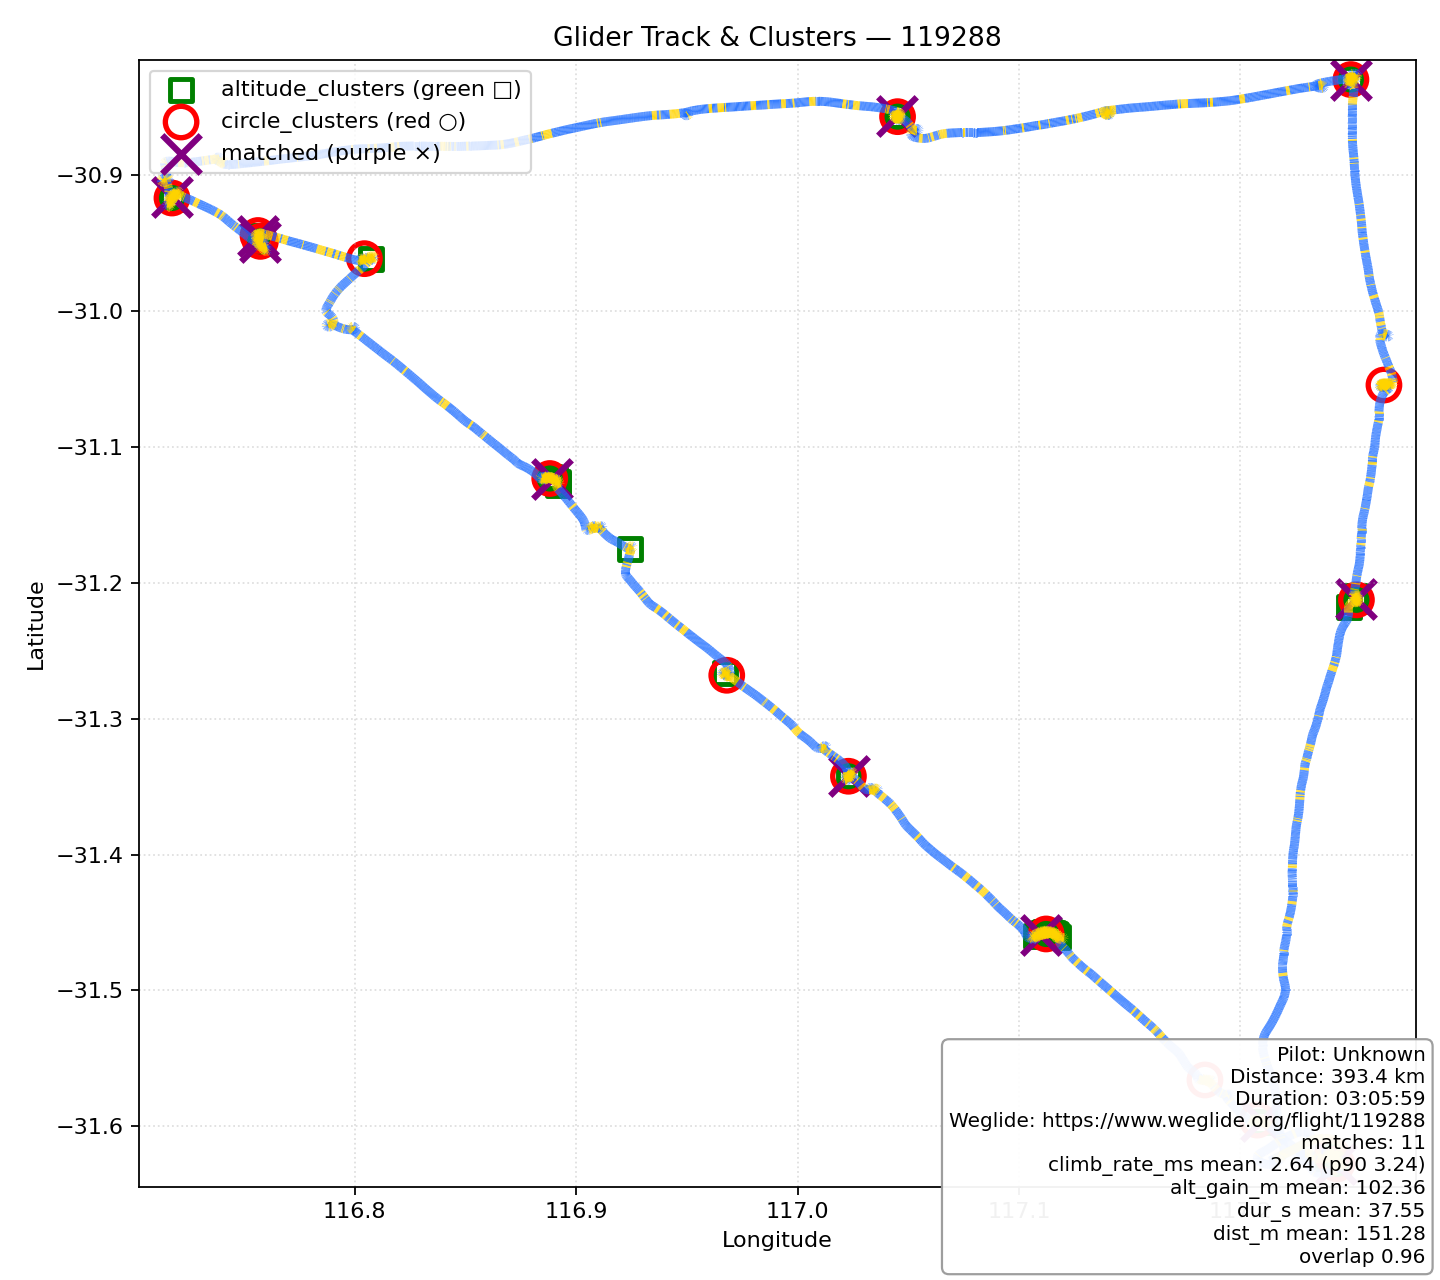 Glider Track & Clusters — 119288
altitude_clusters (green □)
circle_clusters (red ○)
matched (purple ×)
Latitude
−30.9
−31.0
−31.1
−31.2
−31.3
−31.4
−31.5
−31.6
116.8
116.9
117.0
117.1
Longitude
Pilot: Unknown
Distance: 393.4 km
Duration: 03:05:59
Weglide: https://www.weglide.org/flight/119288
matches: 11
climb_rate_ms mean: 2.64 (p90 3.24)
alt_gain_m mean: 102.36
dur_s mean: 37.55
dist_m mean: 151.28
overlap 0.96